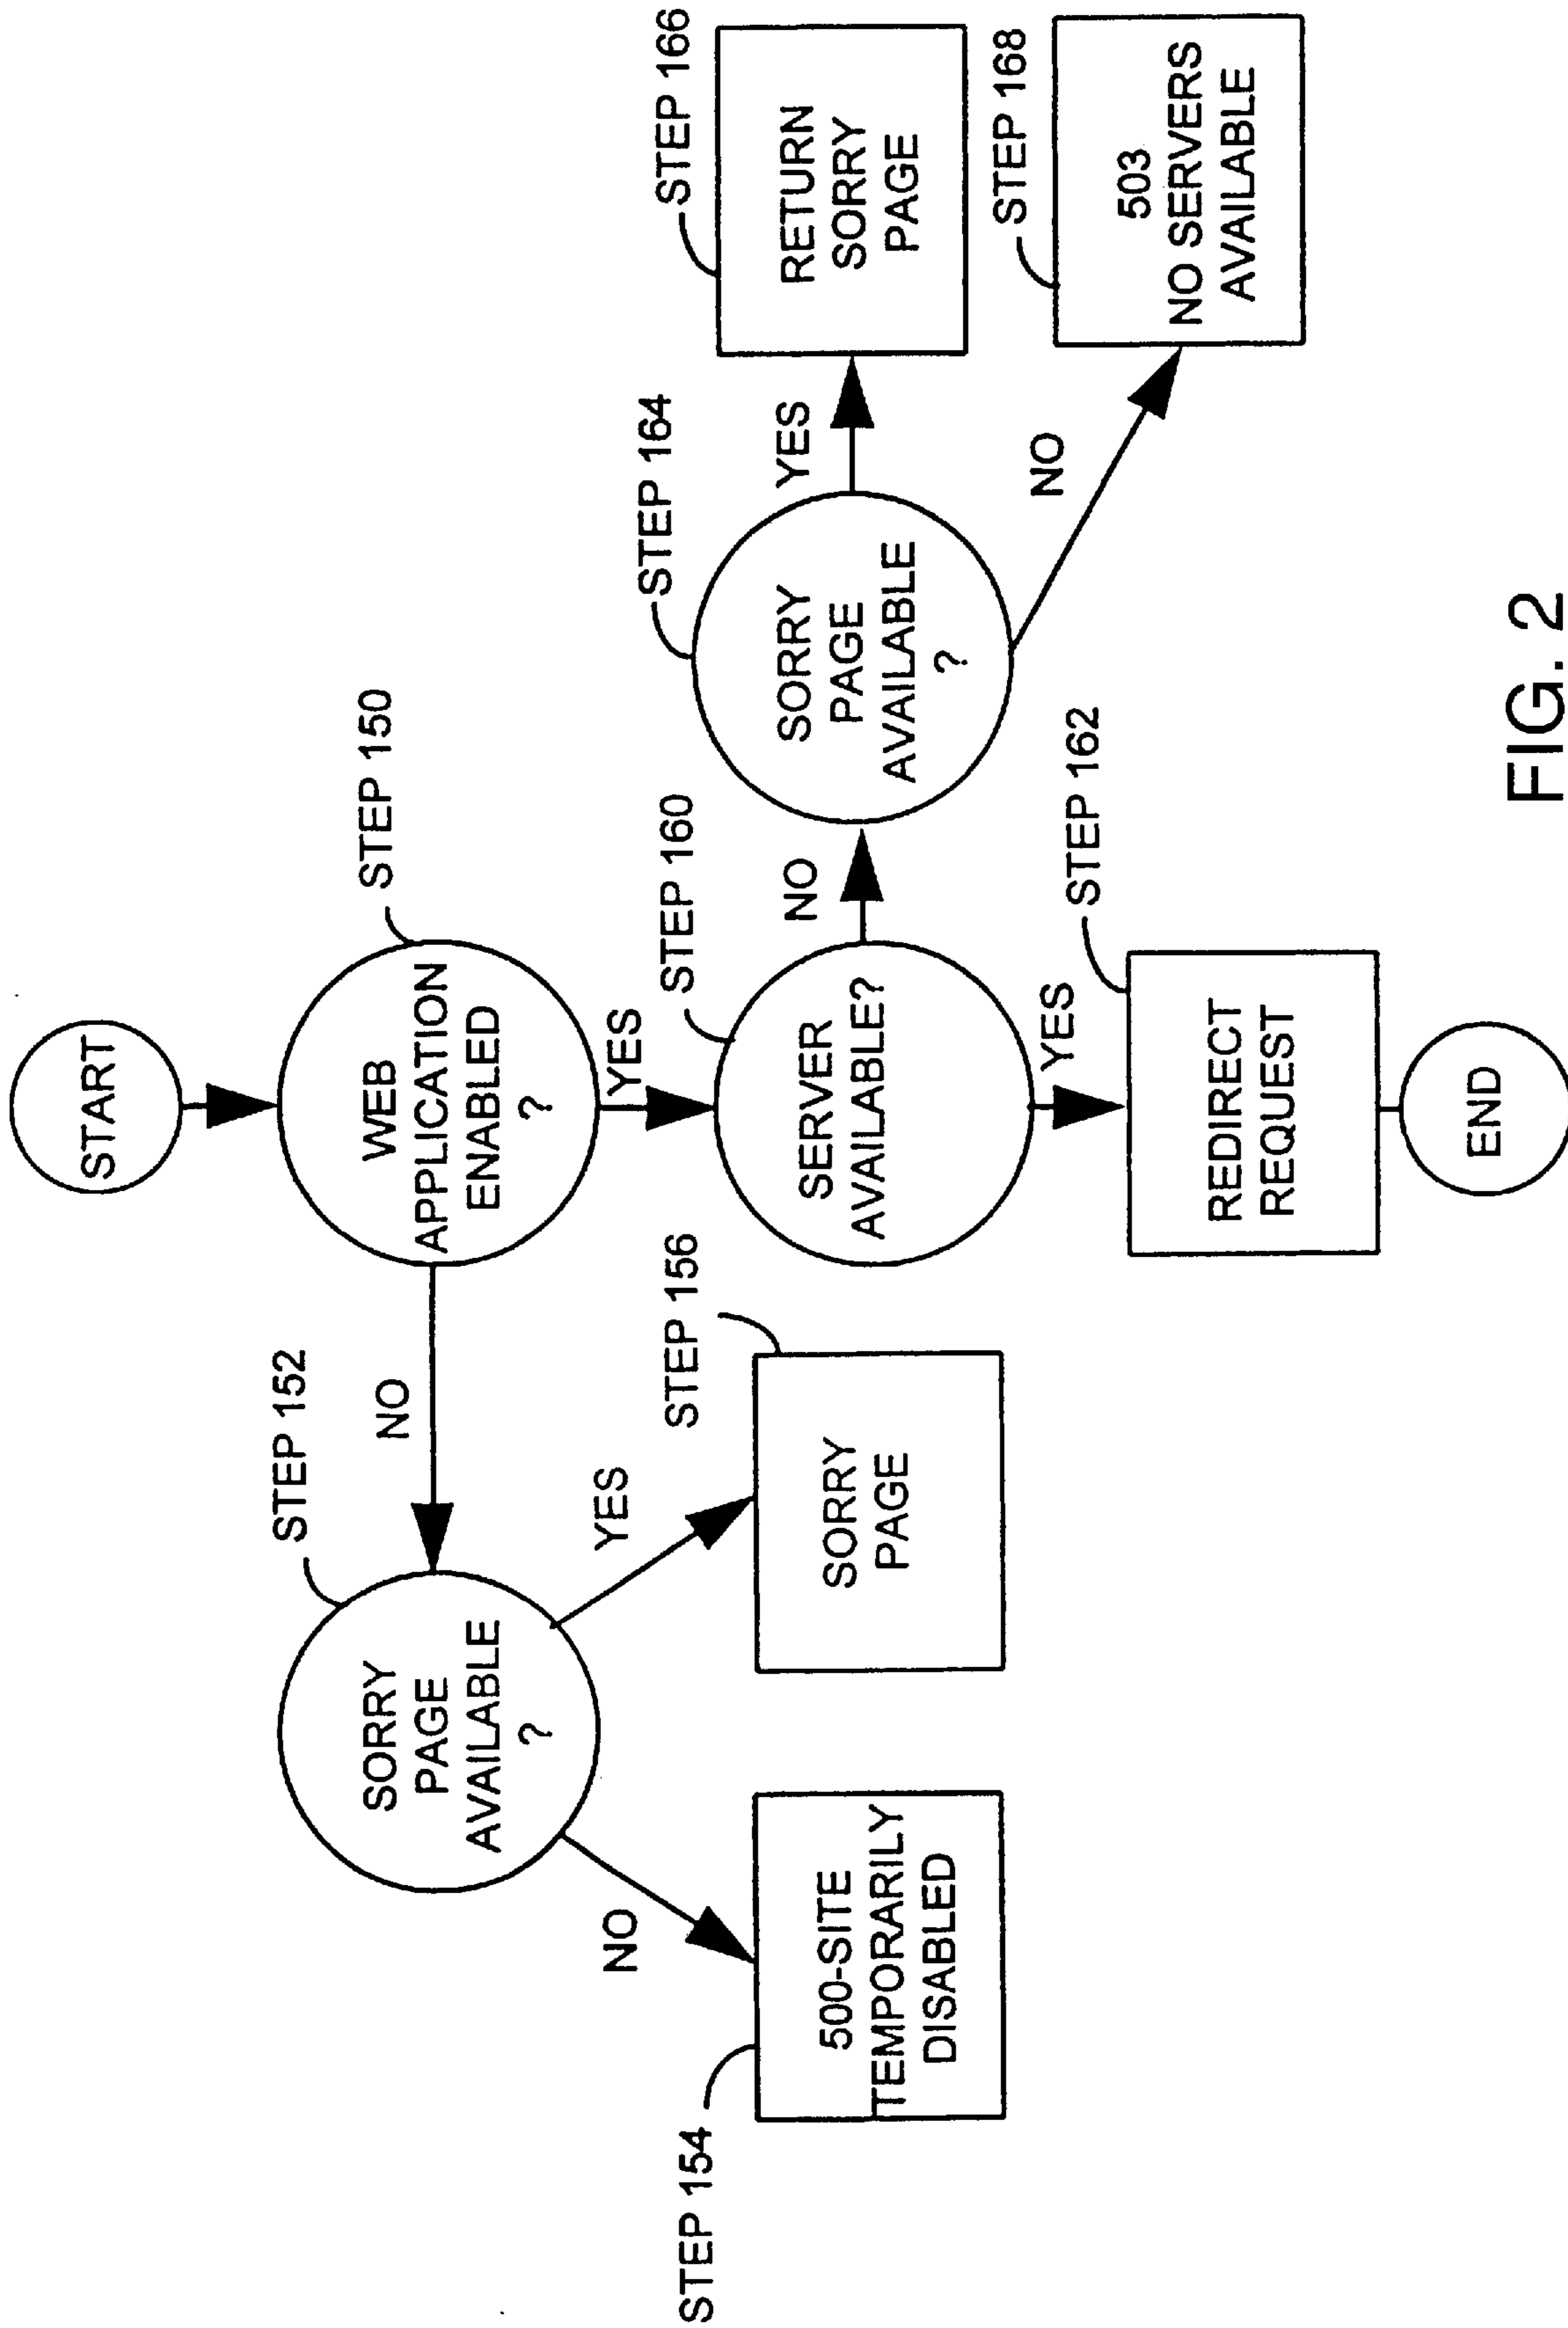 START
STEP 150
WEB
APPLICATION
ENABLED
?
NO
YES
STEP 152
SORRY
PAGE
AVAILABLE
?
NO
YES
STEP 154
500-SITE
TEMPORARILY
DISABLED
STEP 156
SORRY
PAGE
STEP 160
SERVER
AVAILABLE?
NO
YES
STEP 162
REDIRECT
REQUEST
END
STEP 164
SORRY
PAGE
AVAILABLE
?
YES
NO
STEP 166
RETURN
SORRY
PAGE
STEP 168
503
NO SERVERS
AVAILABLE
FIG. 2